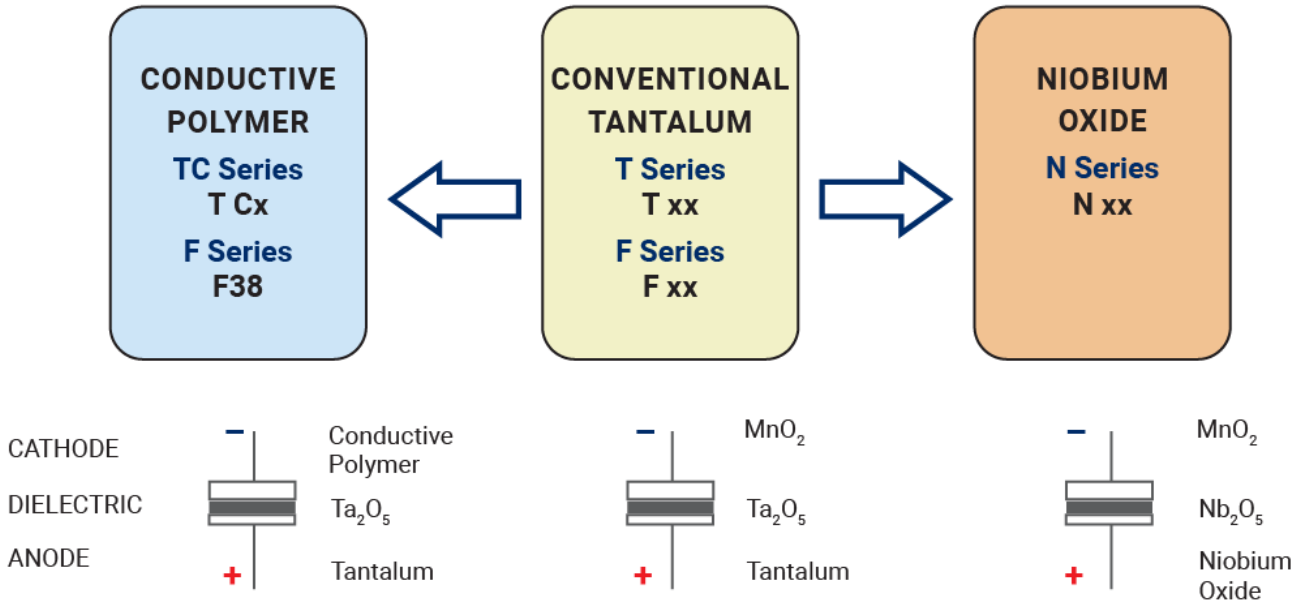 CONDUCTIVE
POLYMER
TC Series
T Cx
F Series
F38
CONVENTIONAL
TANTALUM
T Series
T xx
F Series
F xx
NIOBIUM
OXIDE
N Series
N xx
CATHODE
DIELECTRIC
ANODE
−
Conductive
Polymer
Ta₂O₅
+
Tantalum
−
MnO₂
Ta₂O₅
+
Tantalum
−
MnO₂
Nb₂O₅
+
Niobium
Oxide